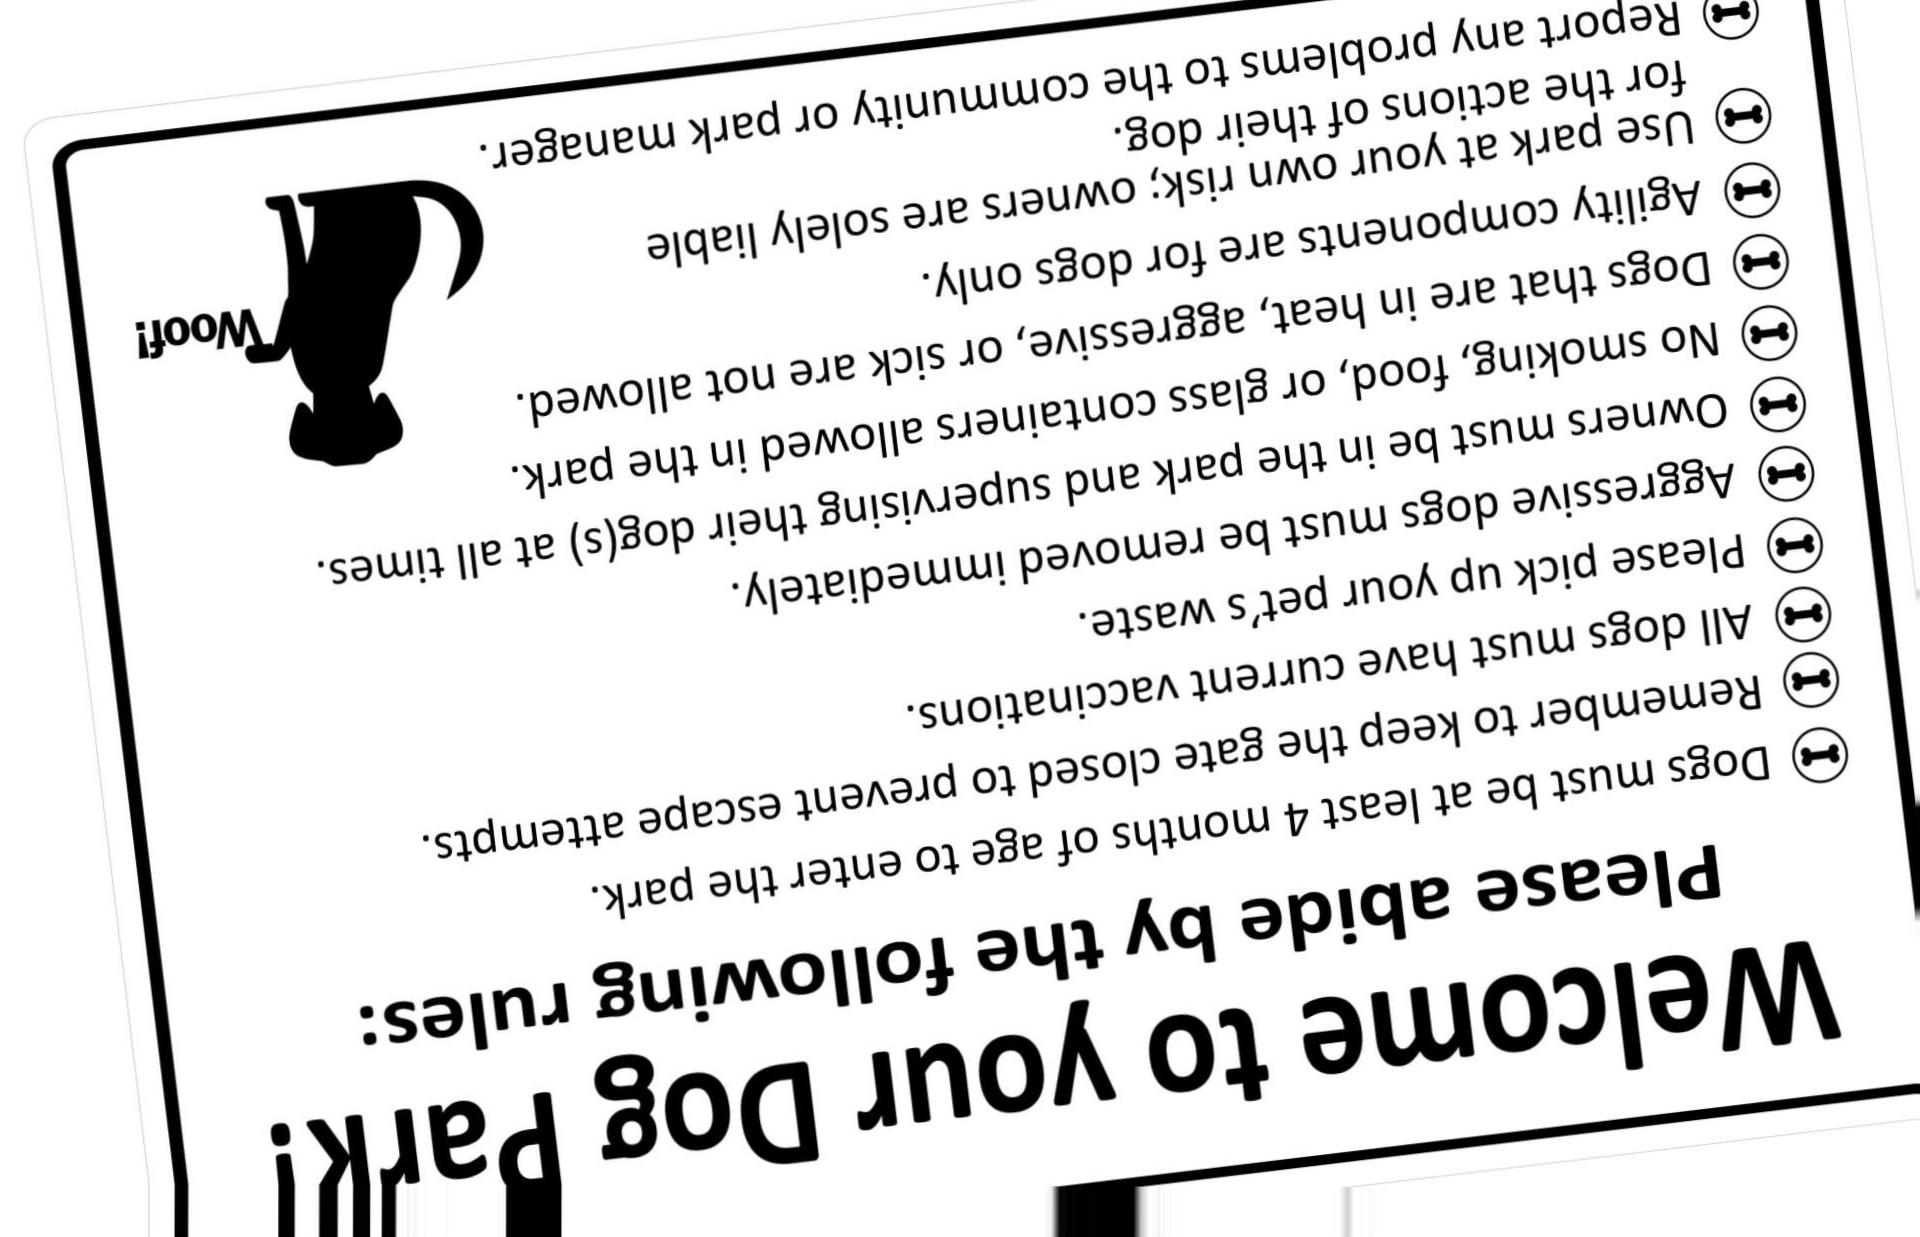 Welcome to your Dog Park!
Please abide by the following rules:
Dogs must be at least 4 months of age to enter the park.
Remember to keep the gate closed to prevent escape attempts.
All dogs must have current vaccinations.
Please pick up your pet's waste.
Aggressive dogs must be removed immediately.
Owners must be in the park and supervising their dog(s) at all times.
No smoking, food, or glass containers allowed in the park.
Dogs that are in heat, aggressive, or sick are not allowed.
Agility components are for dogs only.
Use park at your own risk; owners are solely liable
for the actions of their dog.
Report any problems to the community or park manager.
Woof!